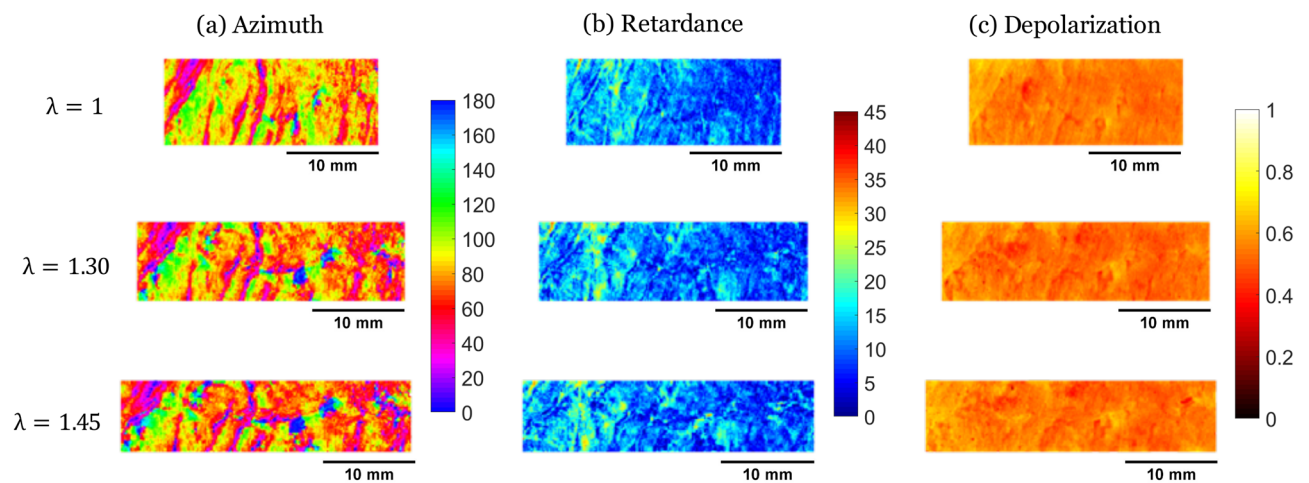 (a) Azimuth
(b) Retardance
(c) Depolarization
λ = 1
10 mm
10 mm
10 mm
λ = 1.30
10 mm
10 mm
10 mm
λ = 1.45
10 mm
10 mm
10 mm
180
160
140
120
100
80
60
40
20
0
45
40
35
30
25
20
15
10
5
0
1
0.8
0.6
0.4
0.2
0